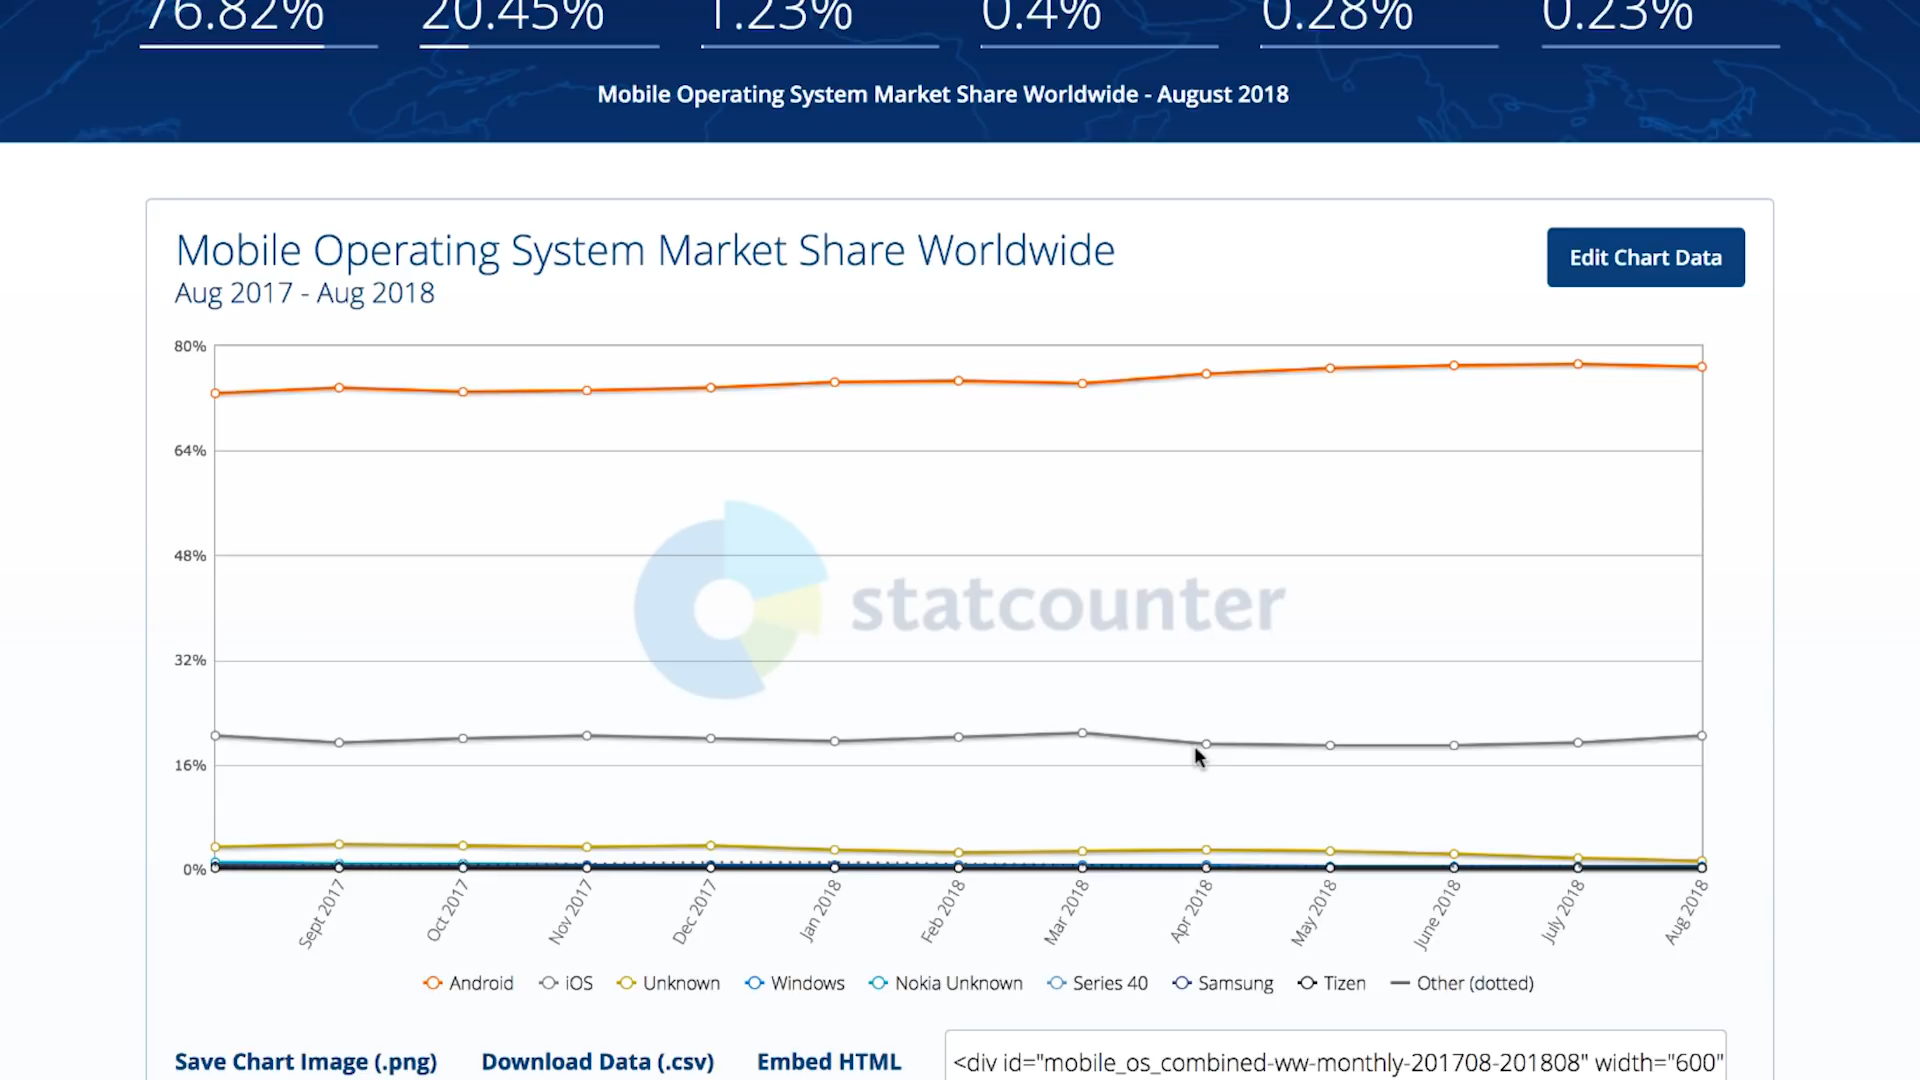 76.82% 20.45% 1.23% 0.4% 0.28% 0.23%
Mobile Operating System Market Share Worldwide - August 2018
Mobile Operating System Market Share Worldwide
Edit Chart Data
Aug 2017 - Aug 2018
80%
64%
48%
statcounter
32%
16%
0%
Sept 2017 Oct 2017 Nov 2017 Dec 2017 Jan 2018 Feb 2018 Mar 2018 Apr 2018 May 2018 June 2018 July 2018 Aug 2018
Android iOS Unknown Windows Nokia Unknown Series 40 Samsung Tizen Other (dotted)
Save Chart Image (.png) Download Data (.csv) Embed HTML <div id="mobile_os_combined-ww-monthly-201708-201808" width="600"